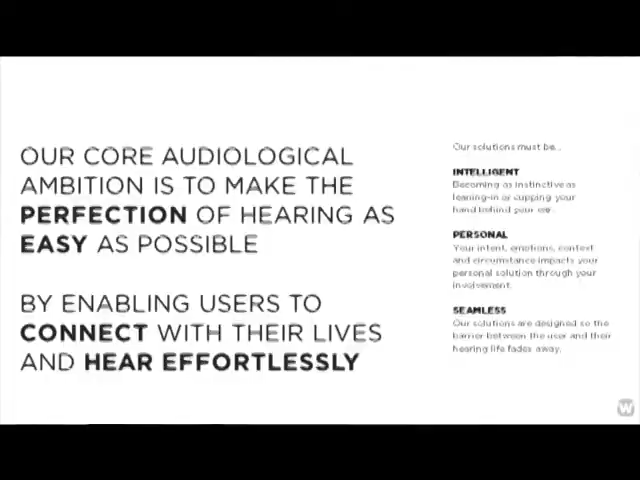 OUR CORE AUDIOLOGICAL
AMBITION IS TO MAKE THE
PERFECTION OF HEARING AS
EASY AS POSSIBLE
BY ENABLING USERS TO
CONNECT WITH THEIR LIVES
AND HEAR EFFORTLESSLY
Our solutions must be...
INTELLIGENT
Becoming as instinctive as
leaning-in or cupping your
hand behind your ear.
PERSONAL
Your intent, emotions, context
and circumstance impacts your
personal solution through your
involvement.
SEAMLESS
Our solutions are designed so the
barrier between the user and their
hearing life fades away.
W